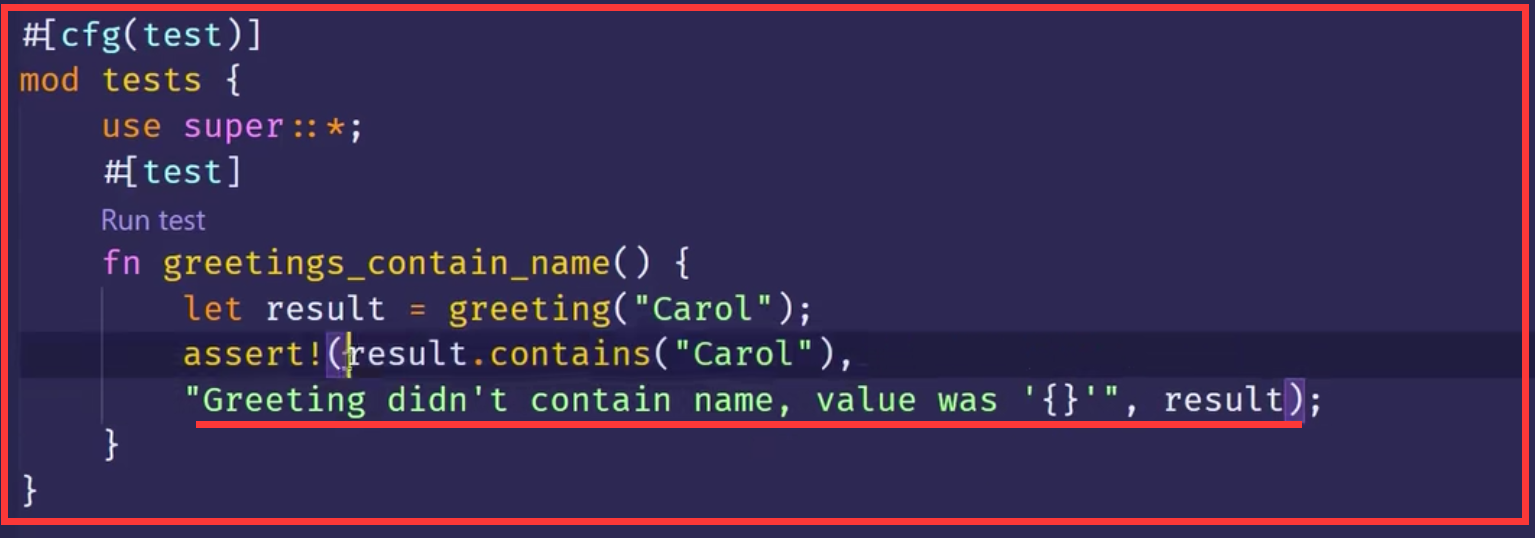 #[cfg(test)]
mod tests {
    use super::*;
    #[test]
    Run test
    fn greetings_contain_name() {
        let result = greeting("Carol");
        assert!(result.contains("Carol"),
        "Greeting didn't contain name, value was '{}'", result);
    }
}